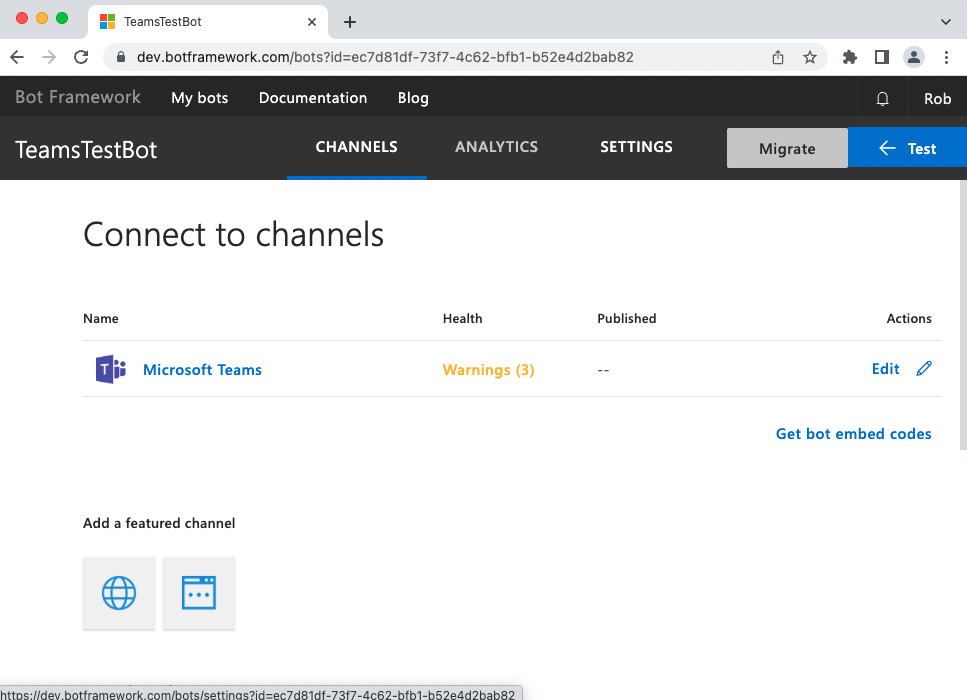 TeamsTestBot
dev.botframework.com/bots?id=ec7d81df-73f7-4c62-bfb1-b52e4d2bab82
Bot Framework My bots Documentation Blog Rob
TeamsTestBot CHANNELS ANALYTICS SETTINGS Migrate Test
Connect to channels
Name Health Published Actions
Microsoft Teams Warnings (3) -- Edit
Get bot embed codes
Add a featured channel
https://dev.botframework.com/bots/settings?id=ec7d81df-73f7-4c62-bfb1-b52e4d2bab82